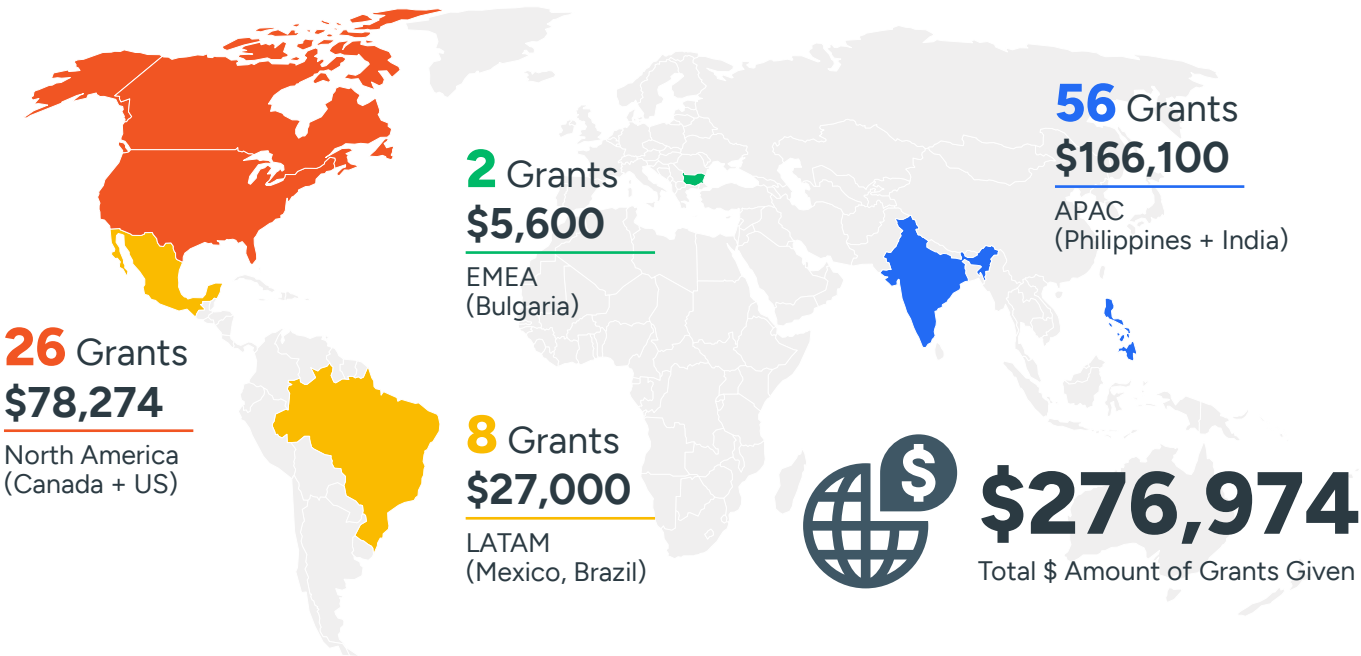 56 Grants
$166,100
APAC
(Philippines + India)
2 Grants
$5,600
EMEA
(Bulgaria)
26 Grants
$78,274
North America
(Canada + US)
8 Grants
$27,000
LATAM
(Mexico, Brazil)
$
$276,974
Total $ Amount of Grants Given